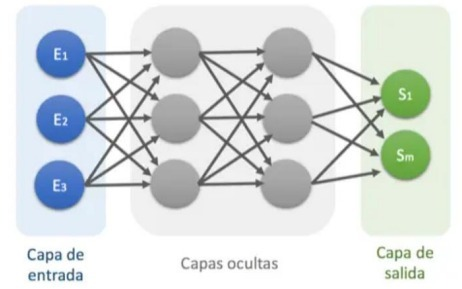 E1
E2
E3
S1
Sm
Capa de
entrada
Capas ocultas
Capa de
salida